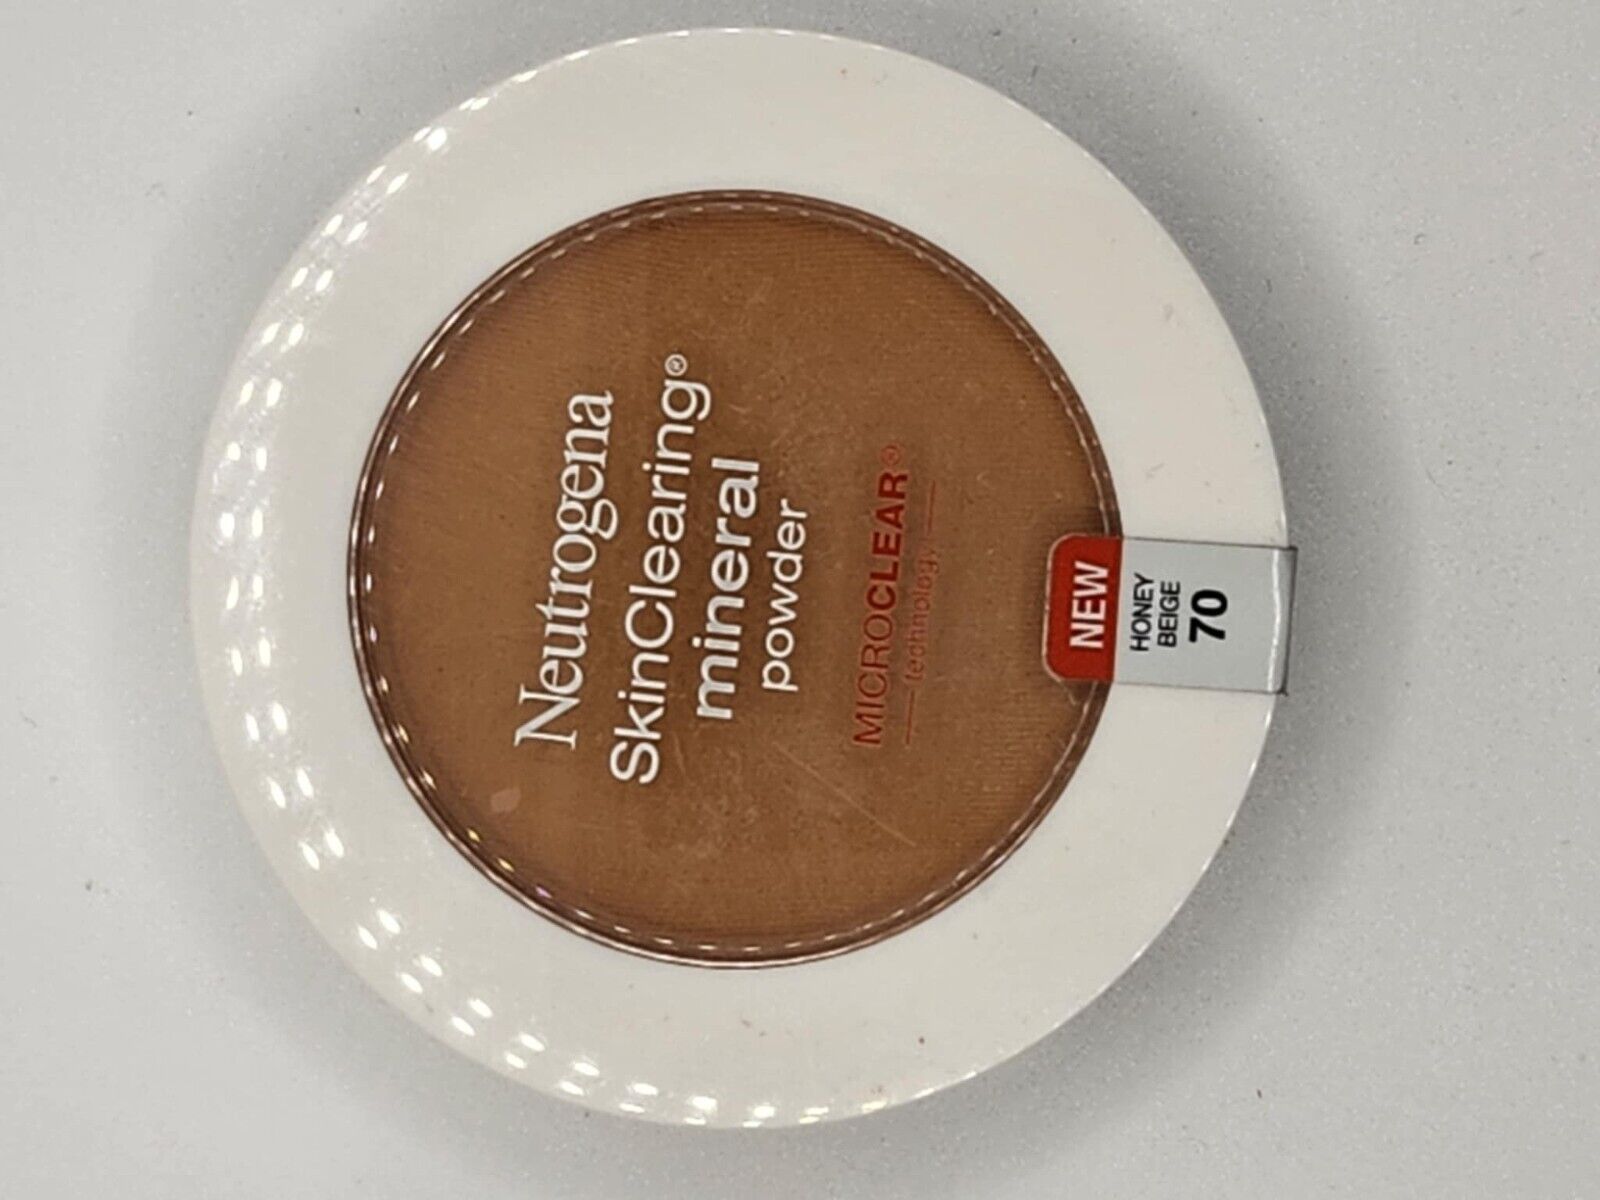 Neutrogena
SkinClearing®
mineral
powder
MICROCLEAR®
technology
NEW
HONEY
BEIGE
70